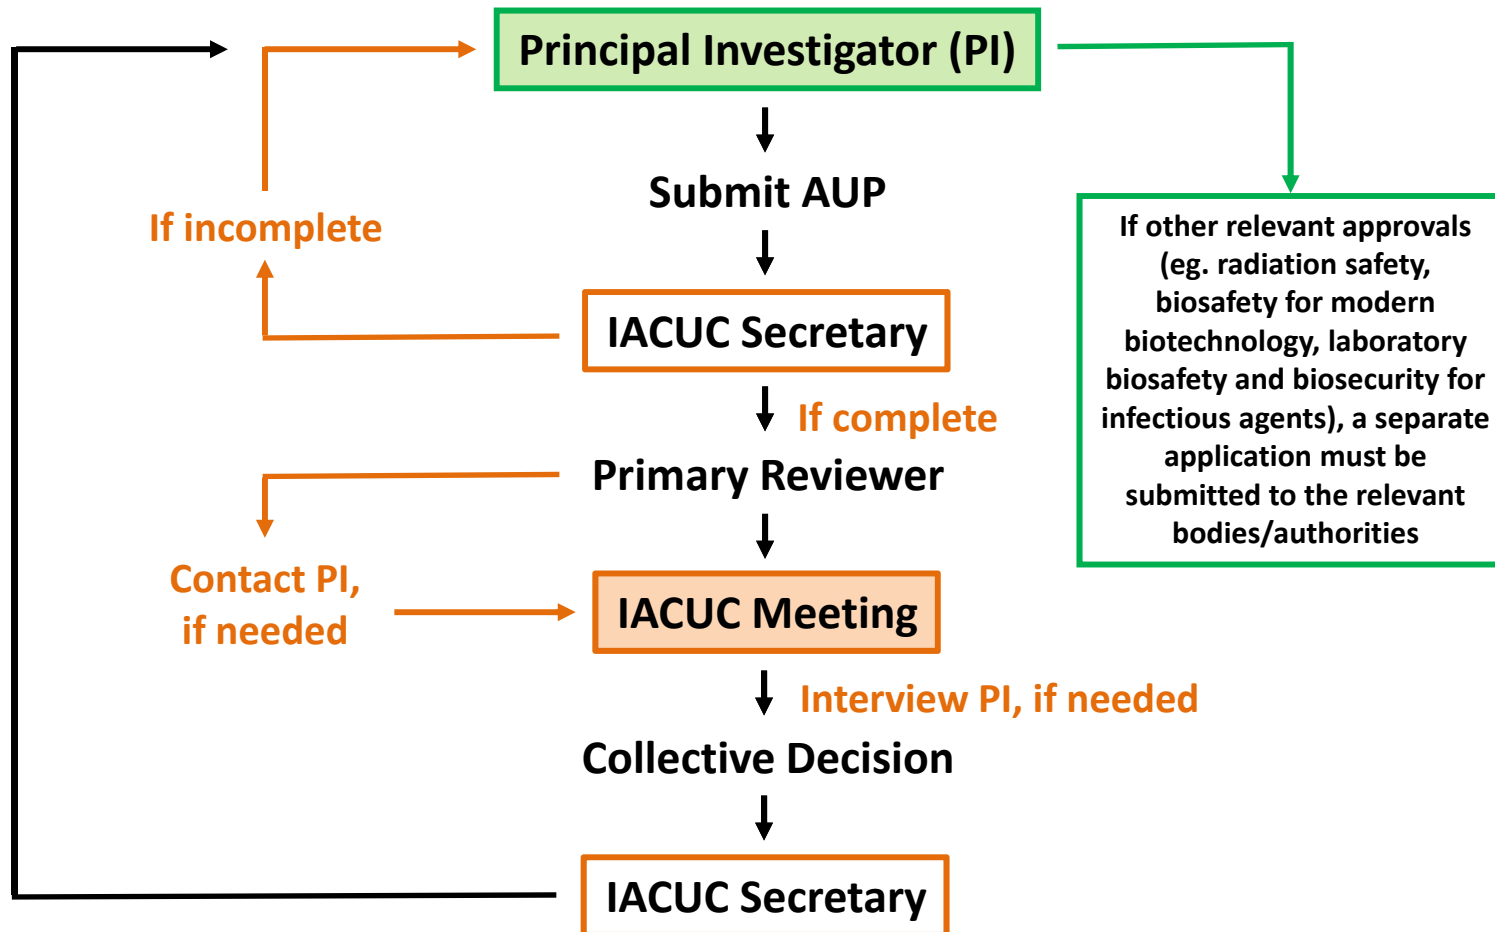 Principal Investigator (PI)
Submit AUP
If incomplete
IACUC Secretary
If other relevant approvals
(eg. radiation safety,
biosafety for modern
biotechnology, laboratory
biosafety and biosecurity for
infectious agents), a separate
application must be
submitted to the relevant
bodies/authorities
If complete
Primary Reviewer
Contact PI,
if needed
IACUC Meeting
Interview PI, if needed
Collective Decision
IACUC Secretary